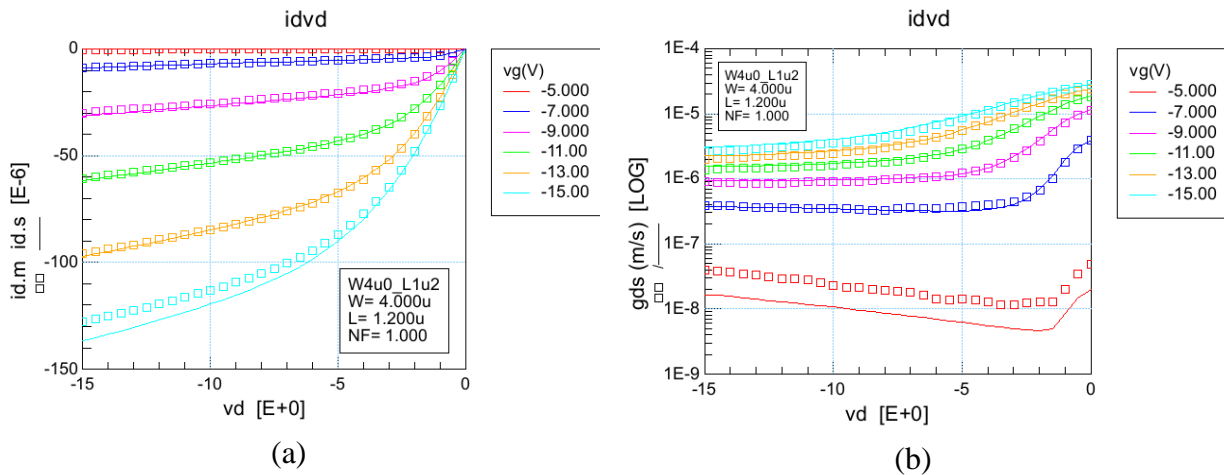 idvd
0
-50
-100
-150
id.m id.s [E-6]
-15
-10
-5
0
vd [E+0]
W4u0_L1u2
W= 4.000u
L= 1.200u
NF= 1.000
vg(V)
-5.000
-7.000
-9.000
-11.00
-13.00
-15.00
(a)
idvd
1E-4
1E-5
1E-6
1E-7
1E-8
1E-9
gds (m/s) [LOG]
/
-15
-10
-5
0
vd [E+0]
W4u0_L1u2
W= 4.000u
L= 1.200u
NF= 1.000
vg(V)
-5.000
-7.000
-9.000
-11.00
-13.00
-15.00
(b)